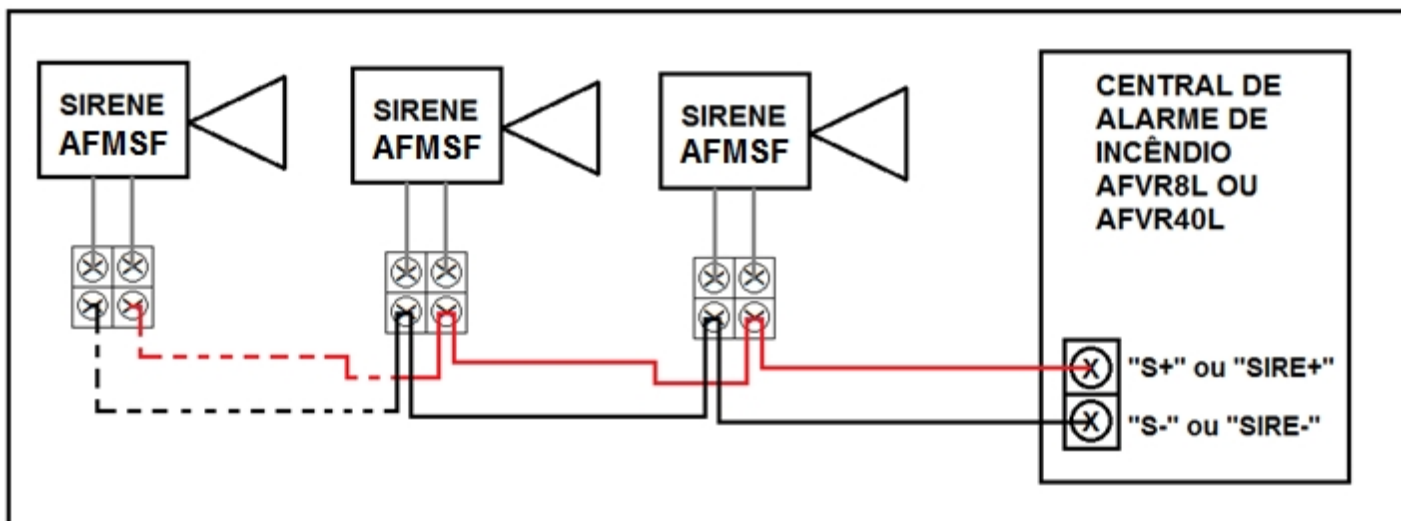 SIRENE
AFMSF
SIRENE
AFMSF
SIRENE
AFMSF
CENTRAL DE
ALARME DE
INCÊNDIO
AFVR8L OU
AFVR40L
X "S+" ou "SIRE+"
X "S-" ou "SIRE-"